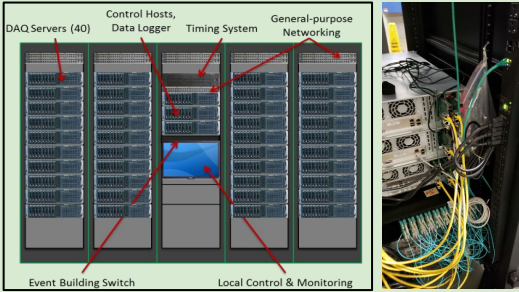 Control Hosts,
Data Logger
General-purpose
Networking
DAQ Servers (40)
Timing System
Event Building Switch
Local Control & Monitoring